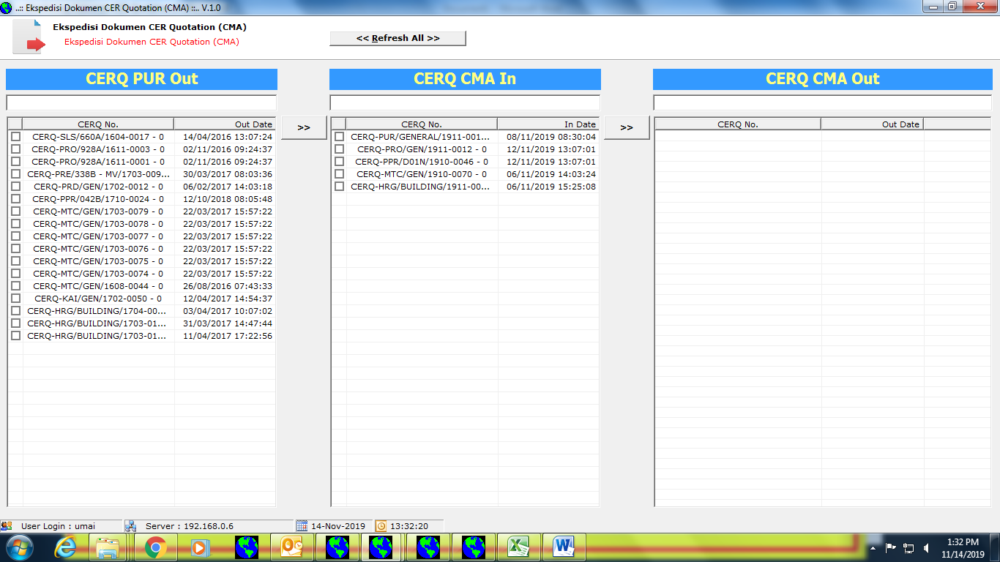 ..:: Ekspedisi Dokumen CER Quotation (CMA) ::.. V.1.0
Ekspedisi Dokumen CER Quotation (CMA)
Ekspedisi Dokumen CER Quotation (CMA)
<< Refresh All >>
CERQ PUR Out
CERQ No. Out Date
CERQ-SLS/660A/1604-0017 - 0 14/04/2016 13:07:24
CERQ-PRO/928A/1611-0003 - 0 02/11/2016 09:24:37
CERQ-PRO/928A/1611-0001 - 0 02/11/2016 09:24:37
CERQ-PRE/338B - MV/1703-009... 30/03/2017 08:03:36
CERQ-PRD/GEN/1702-0012 - 0 06/02/2017 14:03:18
CERQ-PPR/042B/1710-0024 - 0 12/10/2018 08:05:48
CERQ-MTC/GEN/1703-0079 - 0 22/03/2017 15:57:22
CERQ-MTC/GEN/1703-0078 - 0 22/03/2017 15:57:22
CERQ-MTC/GEN/1703-0077 - 0 22/03/2017 15:57:22
CERQ-MTC/GEN/1703-0076 - 0 22/03/2017 15:57:22
CERQ-MTC/GEN/1703-0075 - 0 22/03/2017 15:57:22
CERQ-MTC/GEN/1703-0074 - 0 22/03/2017 15:57:22
CERQ-MTC/GEN/1608-0044 - 0 26/08/2016 07:43:33
CERQ-KAI/GEN/1702-0050 - 0 12/04/2017 14:54:37
CERQ-HRG/BUILDING/1704-00... 03/04/2017 10:07:02
CERQ-HRG/BUILDING/1703-01... 31/03/2017 14:47:44
CERQ-HRG/BUILDING/1703-01... 11/04/2017 17:22:56
>>
CERQ CMA In
CERQ No. In Date
CERQ-PUR/GENERAL/1911-001... 08/11/2019 08:30:04
CERQ-PRO/GEN/1911-0012 - 0 12/11/2019 13:07:01
CERQ-PPR/D01N/1910-0046 - 0 12/11/2019 13:07:01
CERQ-MTC/GEN/1910-0070 - 0 06/11/2019 14:03:24
CERQ-HRG/BUILDING/1911-00... 06/11/2019 15:25:08
>>
CERQ CMA Out
CERQ No. Out Date
User Login : umai Server : 192.168.0.6 14-Nov-2019 13:32:20
1:32 PM
11/14/2019